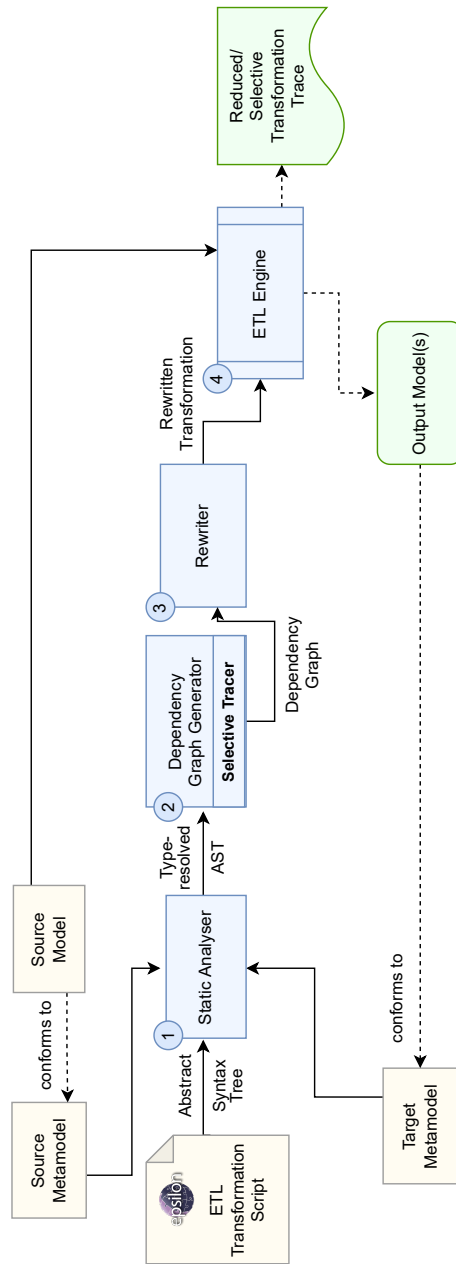 Source
Metamodel
conforms to
Source
Model
epsilon
ETL
Transformation
Script
Abstract
Syntax
Tree
1
Static Analyser
Type-
resolved
AST
2
Dependency
Graph Generator
Selective Tracer
Dependency
Graph
3
Rewriter
Rewritten
Transformation
4
ETL Engine
Reduced/
Selective
Transformation
Trace
Target
Metamodel
conforms to
Output Model(s)